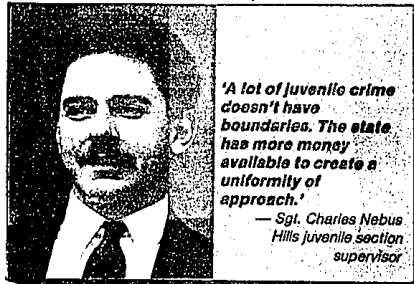 'A lot of juvenile crime
doesn't have
boundaries. The state
has more money
available to create a
uniformity of
approach.'
— Sgt. Charles Nebus
Hills juvenile section
supervisor